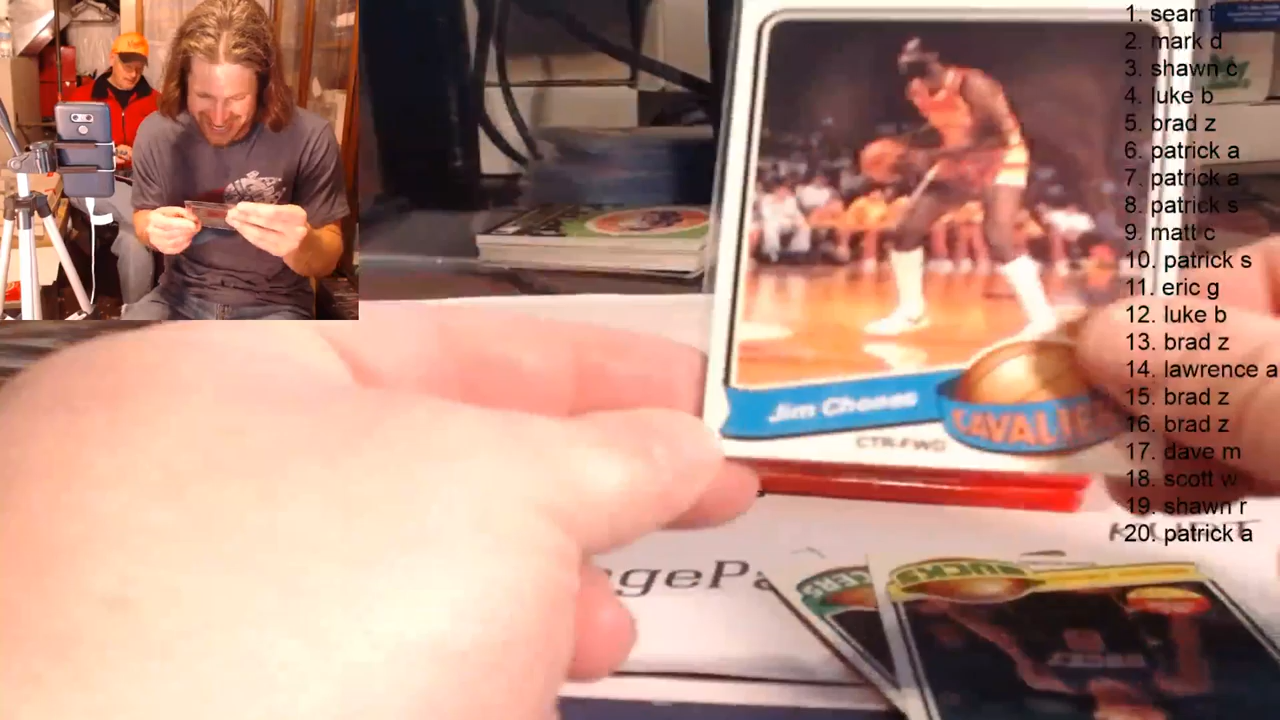 1. sean t
2. mark d
3. shawn c
4. luke b
5. brad z
6. patrick a
7. patrick a
8. patrick s
9. matt c
10. patrick s
11. eric g
12. luke b
13. brad z
14. lawrence a
15. brad z
16. brad z
17. dave m
18. scott w
19. shawn r
20. patrick a
Jim Chones
CAVALIE
CTR-FWD
BUCKS